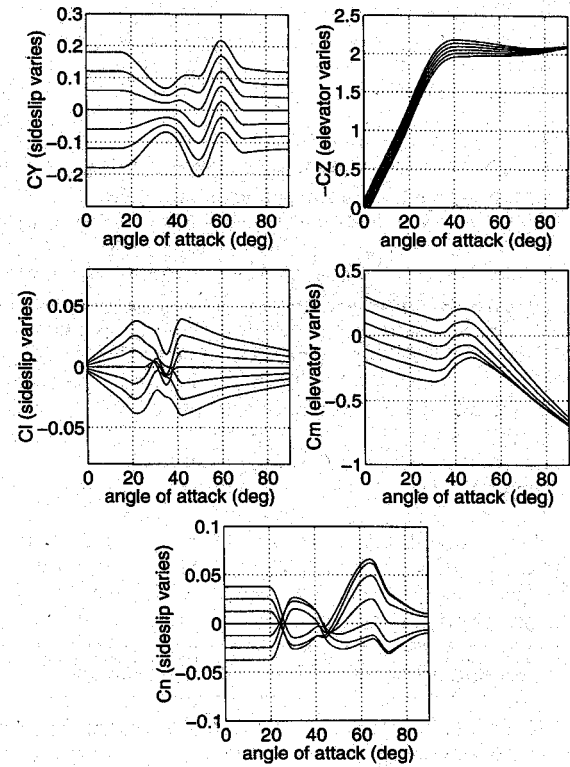 0.3
0.2
0.1
0
−0.1
−0.2
0 20 40 60 80
angle of attack (deg)
CY (sideslip varies)
2.5
2
1.5
1
0.5
0
0 20 40 60 80
angle of attack (deg)
-CZ (elevator varies)
0.05
0
−0.05
0 20 40 60 80
angle of attack (deg)
Cl (sideslip varies)
0.5
0
−0.5
−1
0 20 40 60 80
angle of attack (deg)
Cm (elevator varies)
0.1
0.05
0
−0.05
−0.1
0 20 40 60 80
angle of attack (deg)
Cn (sideslip varies)